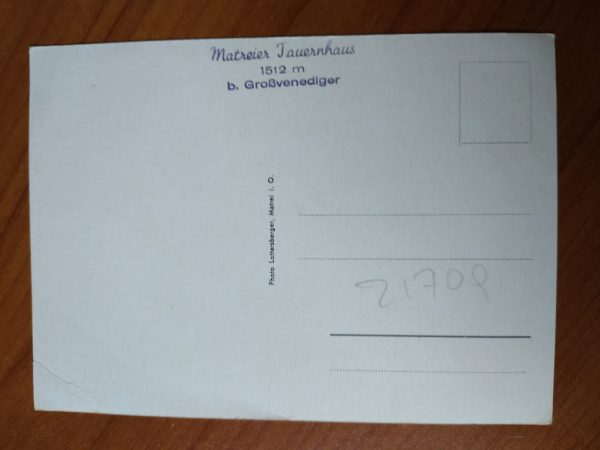 Matreier Tauernhaus
1512 m
b. Großvenediger
Photo Lottersberger, Matrei i. O.
21709